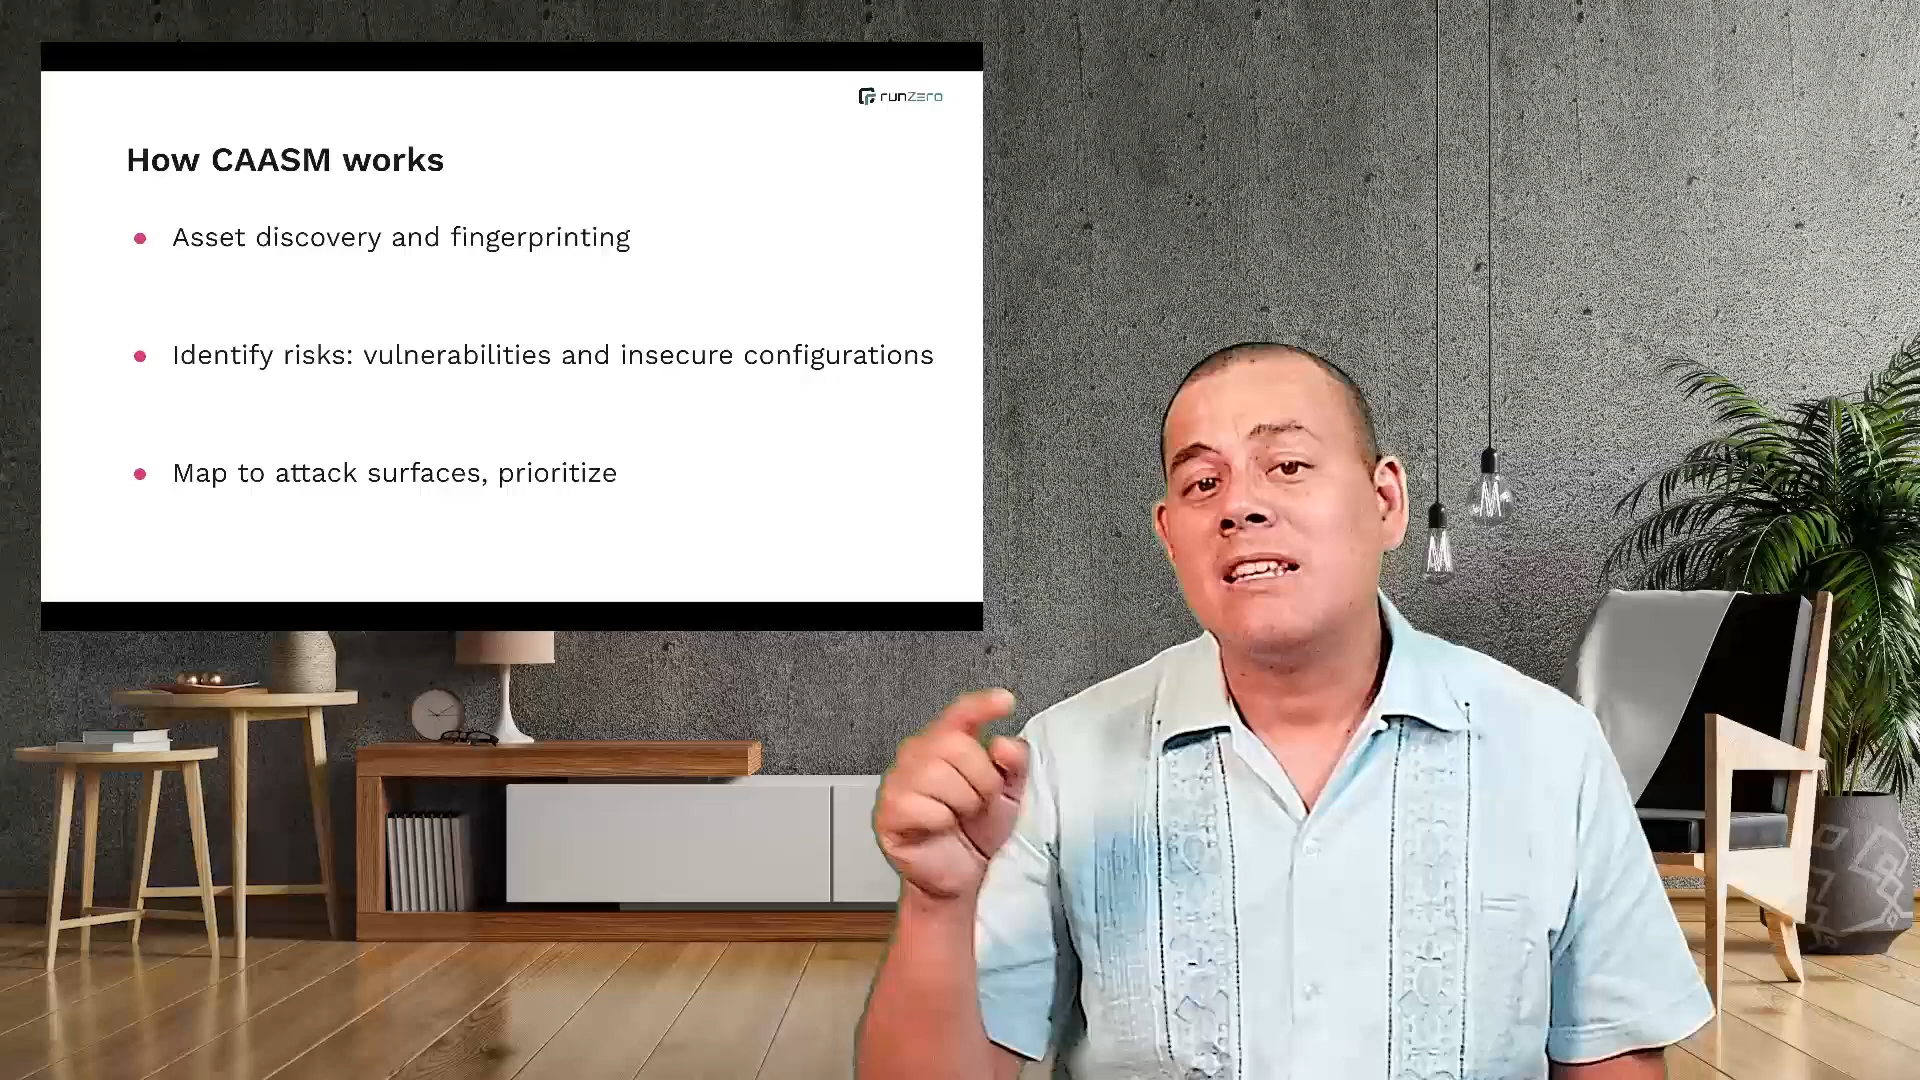 runZero
How CAASM works
Asset discovery and fingerprinting
Identify risks: vulnerabilities and insecure configurations
Map to attack surfaces, prioritize